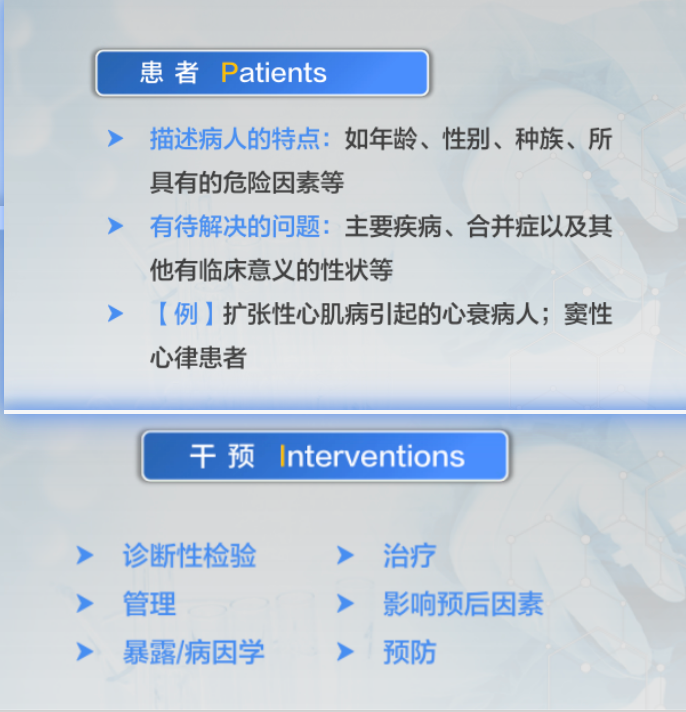 患者 Patients
➤ 描述病人的特点：如年龄、性别、种族、所
具有的危险因素等
➤ 有待解决的问题：主要疾病、合并症以及其
他有临床意义的性状等
➤ 【例】扩张性心肌病引起的心衰病人；窦性
心律患者
干预 Interventions
➤ 诊断性检验 ➤ 治疗
➤ 管理 ➤ 影响预后因素
➤ 暴露/病因学 ➤ 预防